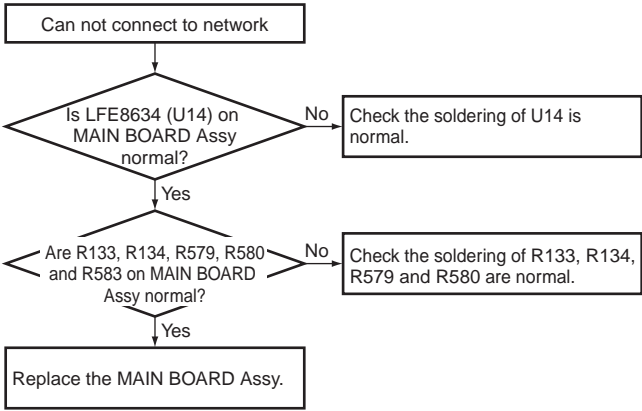 Can not connect to network
Is LFE8634 (U14) on
MAIN BOARD Assy
normal?
No
Check the soldering of U14 is
normal.
Yes
Are R133, R134, R579, R580
and R583 on MAIN BOARD
Assy normal?
No
Check the soldering of R133, R134,
R579 and R580 are normal.
Yes
Replace the MAIN BOARD Assy.